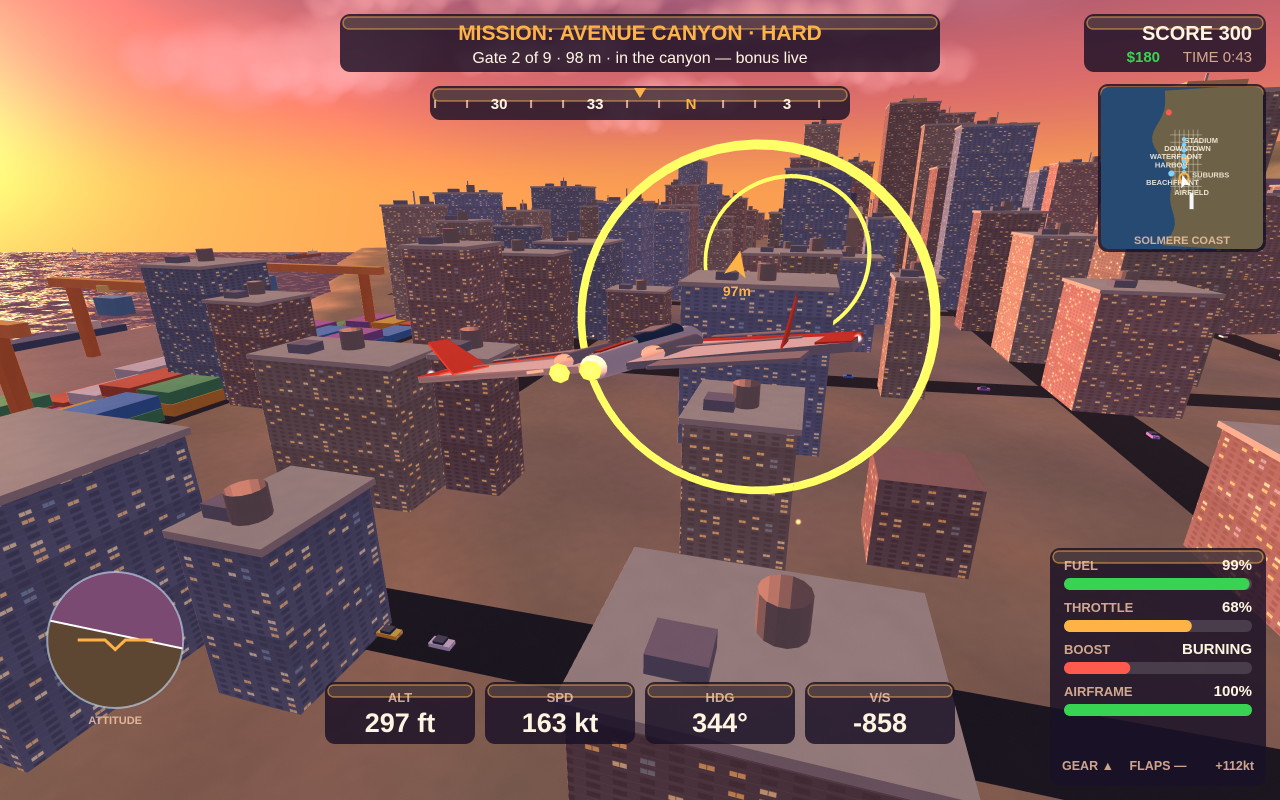 MISSION: AVENUE CANYON · HARD
Gate 2 of 9 · 98 m · in the canyon — bonus live
SCORE 300
$180 TIME 0:43
30 33 N 3
STADIUM
DOWNTOWN
WATERFRONT
HARBOR
SUBURBS
BEACHFRONT
AIRFIELD
SOLMERE COAST
97m
FUEL 99%
THROTTLE 68%
BOOST BURNING
AIRFRAME 100%
GEAR ▲ FLAPS — +112kt
ATTITUDE
ALT
297 ft
SPD
163 kt
HDG
344°
V/S
-858